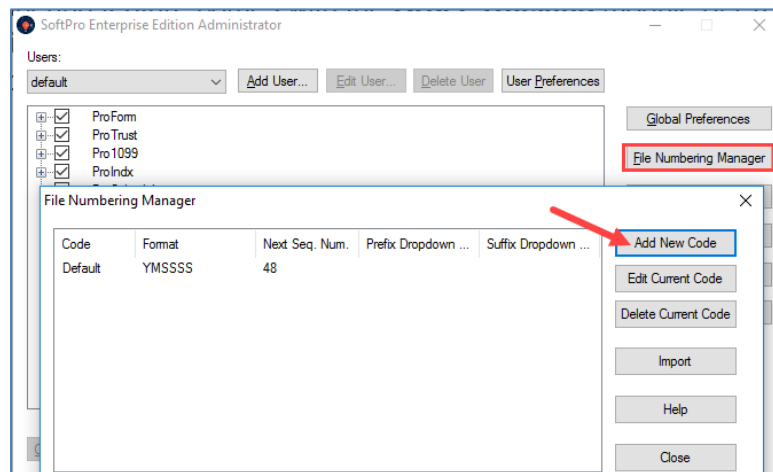 SoftPro Enterprise Edition Administrator
Users:
default
Add User...
Edit User...
Delete User
User Preferences
ProForm
ProTrust
Pro1099
ProIndx
Global Preferences
File Numbering Manager
File Numbering Manager
Code Format Next Seq. Num. Prefix Dropdown ... Suffix Dropdown ...
Default YMSSSS 48
Add New Code
Edit Current Code
Delete Current Code
Import
Help
Close